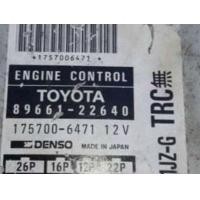 1757006471
ENGINE CONTROL
TOYOTA
89661-22640
175700-6471 12V
DENSO MADE IN JAPAN
26P 16P 12P 22P
1JZ-G TRC無